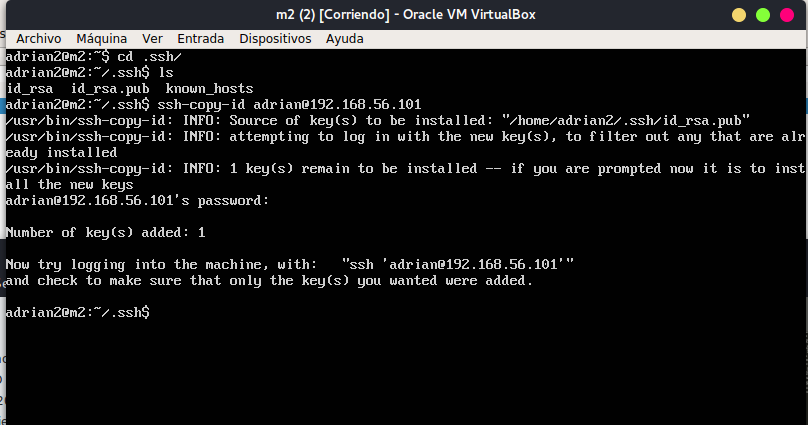 m2 (2) [Corriendo] - Oracle VM VirtualBox
Archivo Máquina Ver Entrada Dispositivos Ayuda
adrian2@m2:~$ cd .ssh/
adrian2@m2:~/.ssh$ ls
id_rsa  id_rsa.pub  known_hosts
adrian2@m2:~/.ssh$ ssh-copy-id adrian@192.168.56.101
/usr/bin/ssh-copy-id: INFO: Source of key(s) to be installed: "/home/adrian2/.ssh/id_rsa.pub"
/usr/bin/ssh-copy-id: INFO: attempting to log in with the new key(s), to filter out any that are alr
eady installed
/usr/bin/ssh-copy-id: INFO: 1 key(s) remain to be installed -- if you are prompted now it is to inst
all the new keys
adrian@192.168.56.101's password:
Number of key(s) added: 1
Now try logging into the machine, with:   "ssh 'adrian@192.168.56.101'"
and check to make sure that only the key(s) you wanted were added.
adrian2@m2:~/.ssh$